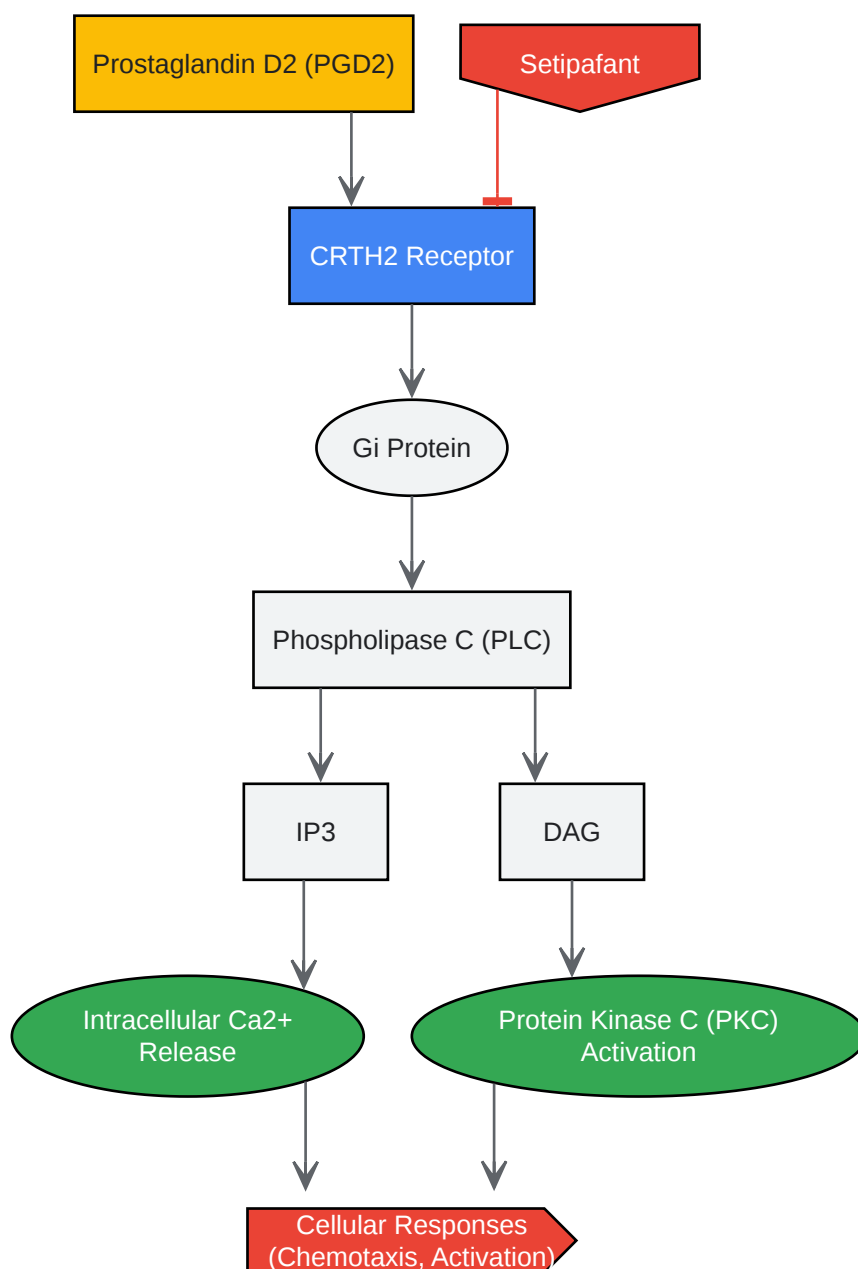 Prostaglandin D2 (PGD2)
Setipafant
CRTH2 Receptor
Gi Protein
Phospholipase C (PLC)
IP3
DAG
Intracellular Ca2+
Release
Protein Kinase C (PKC)
Activation
Cellular Responses
(Chemotaxis, Activation)